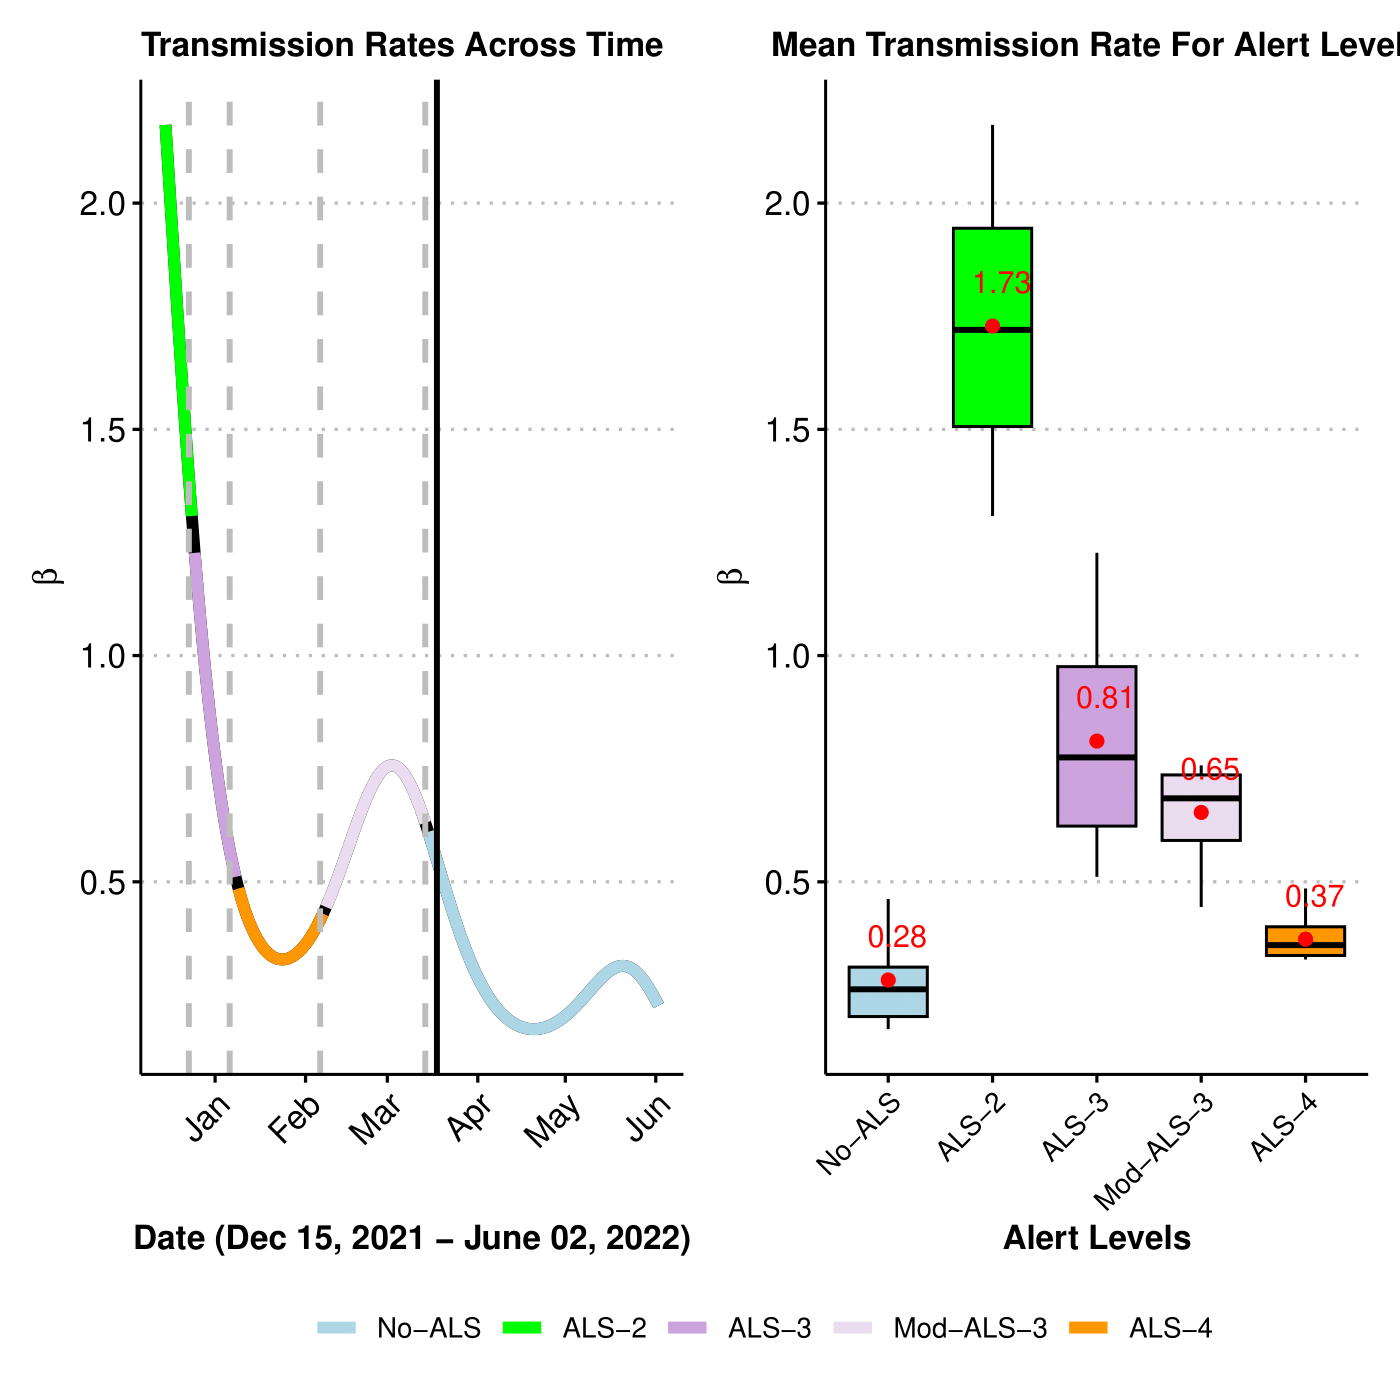 Transmission Rates Across Time
2.0
1.5
1.0
0.5
β
Jan
Feb
Mar
Apr
May
Jun
Date (Dec 15, 2021 – June 02, 2022)
Mean Transmission Rate For Alert Level
2.0
1.5
1.0
0.5
β
1.73
0.81
0.65
0.37
0.28
No–ALS
ALS–2
ALS–3
Mod–ALS–3
ALS–4
Alert Levels
No–ALS ALS–2 ALS–3 Mod–ALS–3 ALS–4